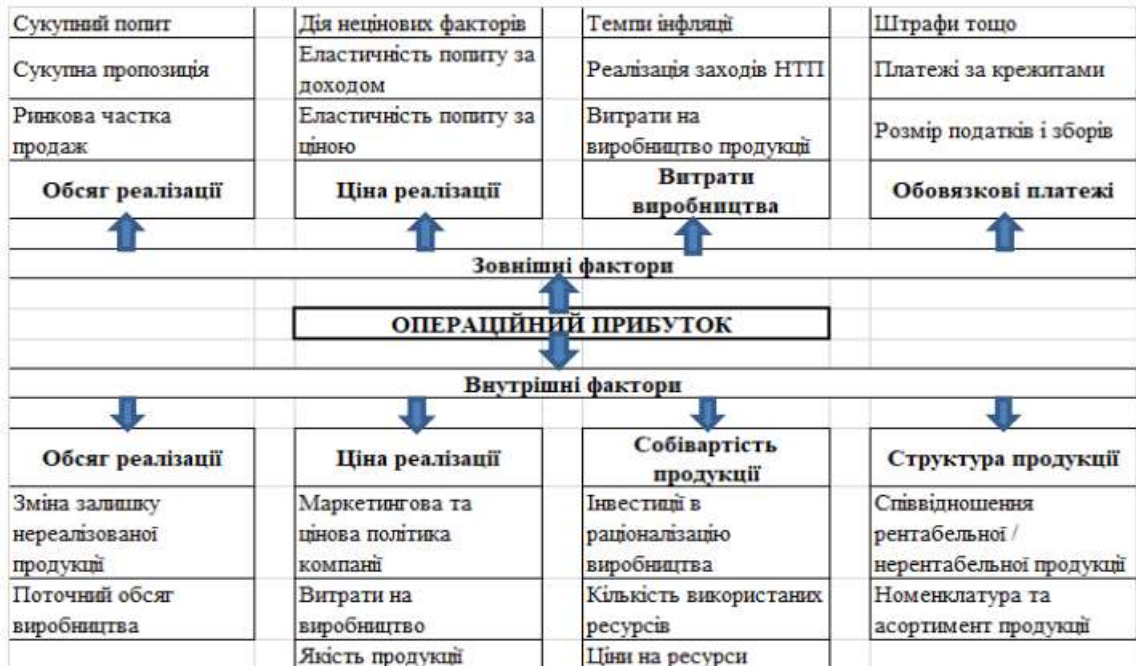 Сукупний попит
Дія нецінових факторів
Темпи інфляції
Штрафи тощо
Сукупна пропозиція
Еластичність попиту за
доходом
Реалізація заходів НТП
Платежі за крежитами
Ринкова частка
продаж
Еластичність попиту за
ціною
Витрати на
виробництво продукції
Розмір податків і зборів
Обсяг реалізації
Ціна реалізації
Витрати
виробництва
Обовязкові платежі
Зовнішні фактори
ОПЕРАЦІЙНИЙ ПРИБУТОК
Внутрішні фактори
Обсяг реалізації
Ціна реалізації
Собівартість
продукції
Структура продукції
Зміна залишку
нереалізованої
продукції
Маркетингова та
цінова політика
компанії
Інвестиції в
раціоналізацію
виробництва
Співвідношення
рентабельної /
нерентабельної продукції
Поточний обсяг
виробництва
Витрати на
виробництво
Кількість використаних
ресурсів
Номенклатура та
асортимент продукції
Якість продукції
Ціни на ресурси